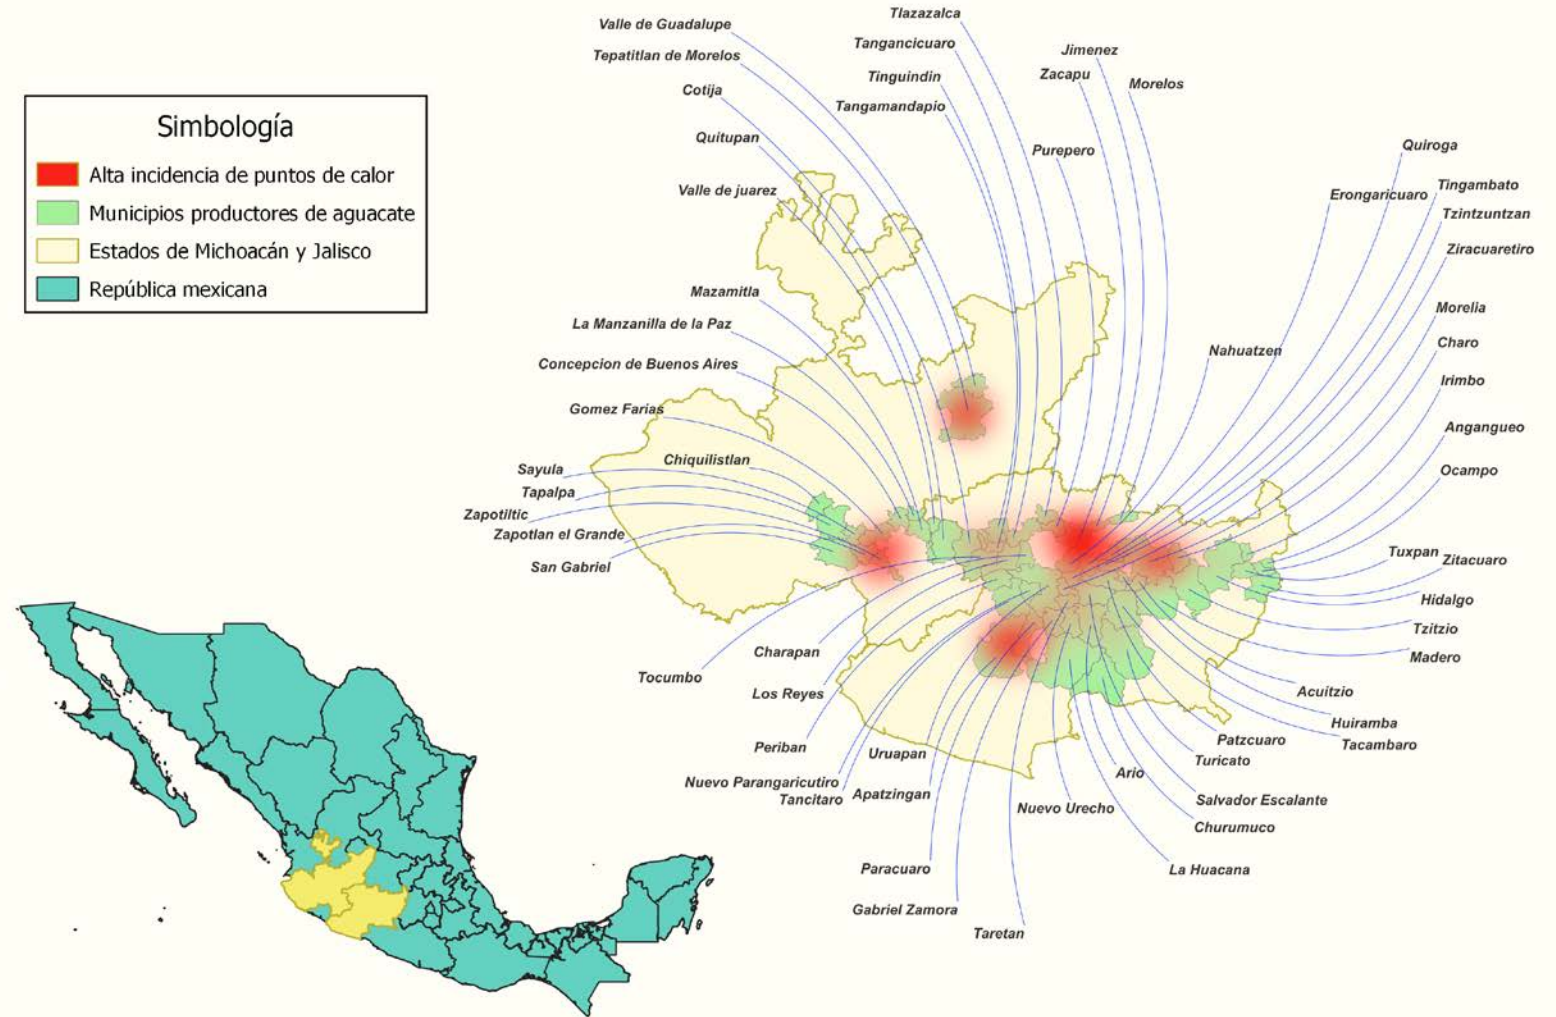 Simbología
Alta incidencia de puntos de calor
Municipios productores de aguacate
Estados de Michoacán y Jalisco
República mexicana
Valle de Guadalupe
Tepatitlan de Morelos
Cotija
Quitupan
Valle de juarez
Mazamitla
La Manzanilla de la Paz
Concepcion de Buenos Aires
Gomez Farias
Chiquilistlan
Sayula
Tapalpa
Zapotiltic
Zapotlan el Grande
San Gabriel
Tlazazalca
Tangancicuaro
Tinguindin
Tangamandapio
Jimenez
Zacapu
Morelos
Purepero
Quiroga
Erongaricuaro
Tingambato
Tzintzuntzan
Ziracuaretiro
Morelia
Charo
Nahuatzen
Irimbo
Angangueo
Ocampo
Tuxpan
Zitacuaro
Hidalgo
Tzitzio
Madero
Acuitzio
Huiramba
Tacambaro
Patzcuaro
Turicato
Ario
Salvador Escalante
Churumuco
La Huacana
Nuevo Urecho
Tocumbo
Charapan
Los Reyes
Periban
Uruapan
Nuevo Parangaricutiro
Tancitaro
Apatzingan
Paracuaro
Gabriel Zamora
Taretan